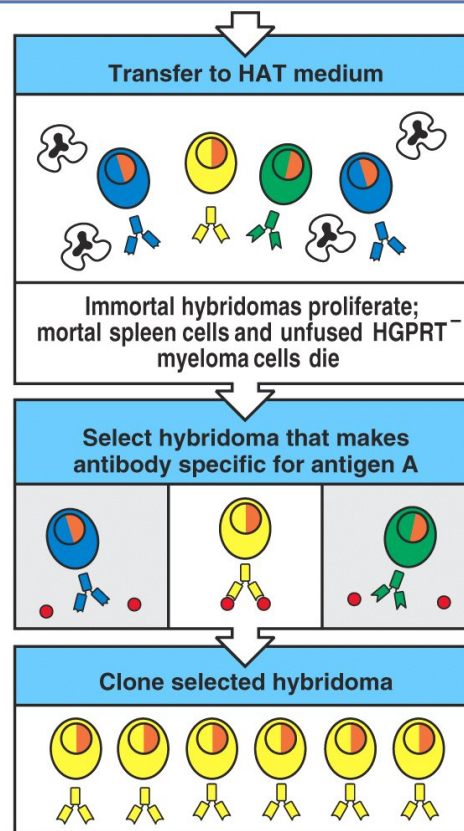 Transfer to HAT medium
Immortal hybridomas proliferate;
mortal spleen cells and unfused HGPRT⁻
myeloma cells die
Select hybridoma that makes
antibody specific for antigen A
Clone selected hybridoma